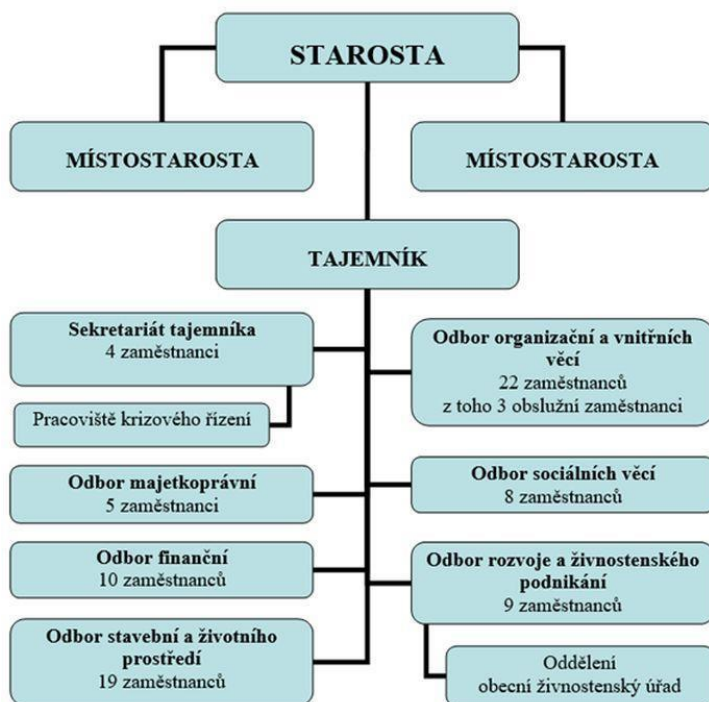 STAROSTA
MÍSTOSTAROSTA
MÍSTOSTAROSTA
TAJEMNÍK
Sekretariát tajemníka
4 zaměstnanci
Pracoviště krizového řízení
Odbor organizační a vnitřních
věcí
22 zaměstnanců
z toho 3 obslužní zaměstnanci
Odbor majetkoprávní
5 zaměstnanci
Odbor sociálních věcí
8 zaměstnanců
Odbor finanční
10 zaměstnanců
Odbor rozvoje a živnostenského
podnikání
9 zaměstnanců
Odbor stavební a životního
prostředí
19 zaměstnanců
Oddělení
obecní živnostenský úřad